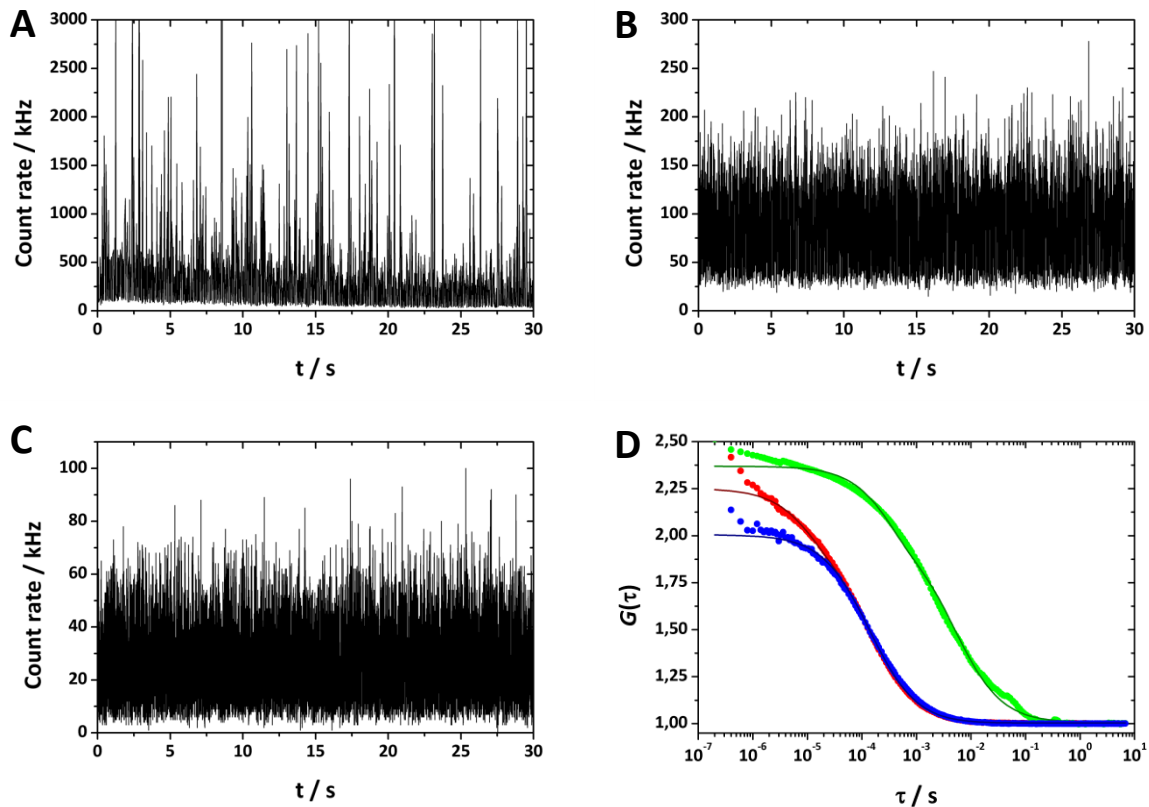 A
Count rate / kHz
3000
2500
2000
1500
1000
500
0
0 5 10 15 20 25 30
t / s
B
Count rate / kHz
300
250
200
150
100
50
0
0 5 10 15 20 25 30
t / s
C
Count rate / kHz
100
80
60
40
20
0
0 5 10 15 20 25 30
t / s
D
G(τ)
2,50
2,25
2,00
1,75
1,50
1,25
1,00
10⁻⁷ 10⁻⁶ 10⁻⁵ 10⁻⁴ 10⁻³ 10⁻² 10⁻¹ 10⁰ 10¹
τ / s